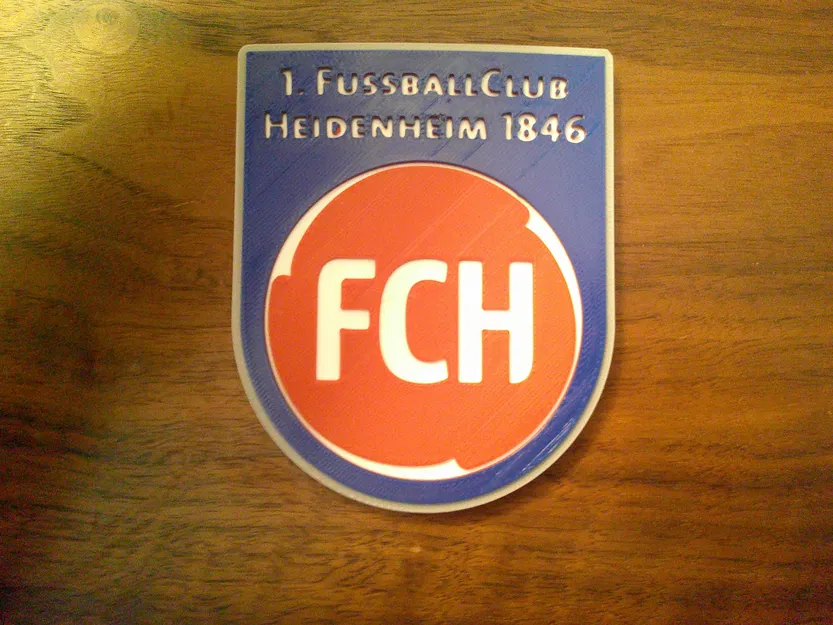 1. FussballClub
Heidenheim 1846
FCH